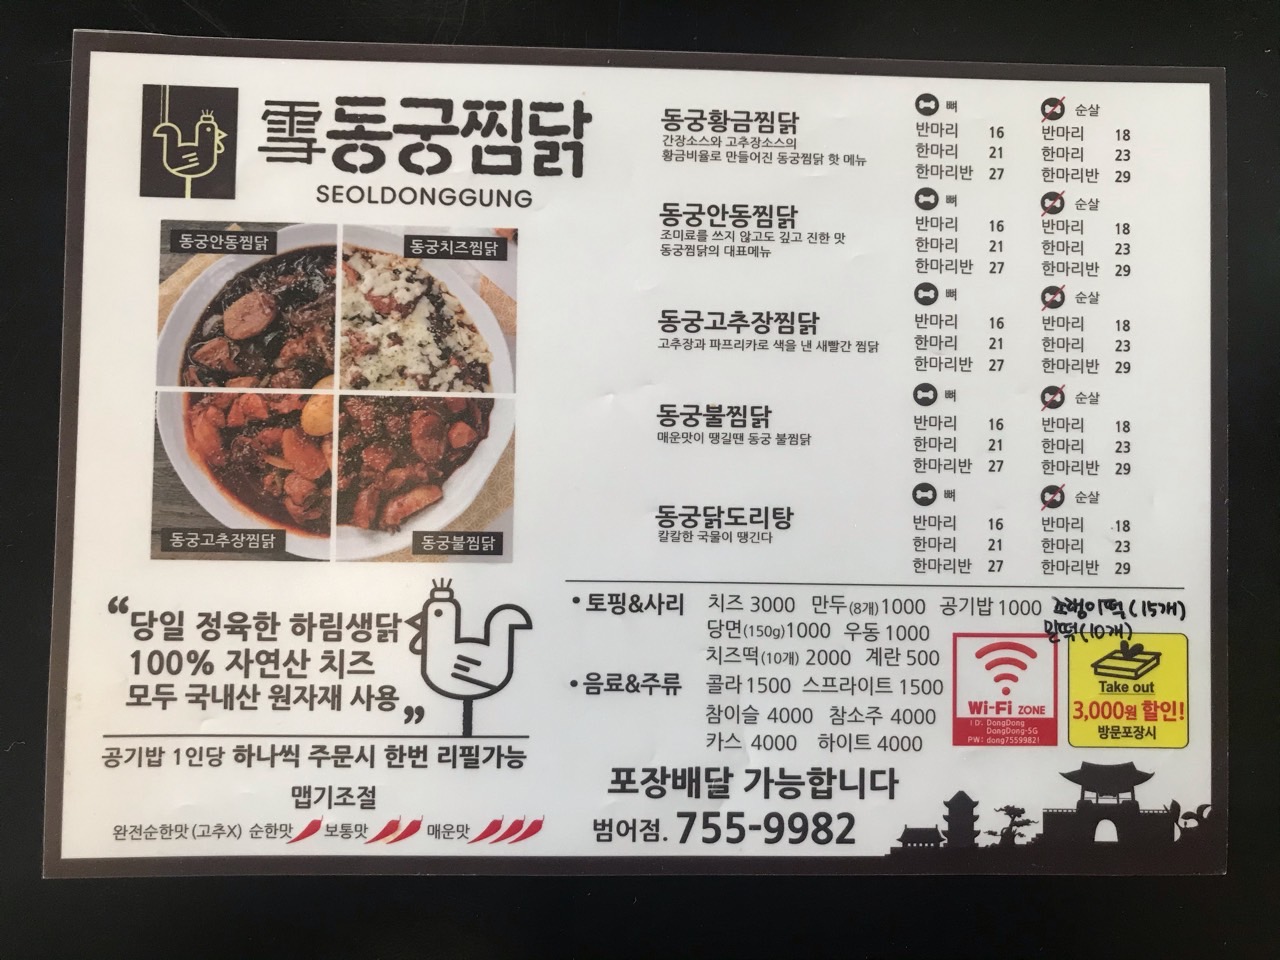 雪동궁찜닭
SEOLDONGGUNG
동궁안동찜닭
동궁치즈찜닭
동궁고추장찜닭
동궁불찜닭
“당일 정육한 하림생닭
100% 자연산 치즈
모두 국내산 원자재 사용”
공기밥 1인당 하나씩 주문시 한번 리필가능
맵기조절
완전순한맛(고추X) 순한맛 보통맛 매운맛
동궁황금찜닭
간장소스와 고추장소스의
황금비율로 만들어진 동궁찜닭 핫 메뉴
뼈 순살
반마리 16 반마리 18
한마리 21 한마리 23
한마리반 27 한마리반 29
동궁안동찜닭
조미료를 쓰지 않고도 깊고 진한 맛
동궁찜닭의 대표메뉴
뼈 순살
반마리 16 반마리 18
한마리 21 한마리 23
한마리반 27 한마리반 29
동궁고추장찜닭
고추장과 파프리카로 색을 낸 새빨간 찜닭
뼈 순살
반마리 16 반마리 18
한마리 21 한마리 23
한마리반 27 한마리반 29
동궁불찜닭
매운맛이 땡길땐 동궁 불찜닭
뼈 순살
반마리 16 반마리 18
한마리 21 한마리 23
한마리반 27 한마리반 29
동궁닭도리탕
칼칼한 국물이 땡긴다
뼈 순살
반마리 16 반마리 18
한마리 21 한마리 23
한마리반 27 한마리반 29
• 토핑&사리 치즈 3000 만두(8개)1000 공기밥 1000 조랭이떡(15개)
당면(150g)1000 우동 1000 밀떡(10개)
치즈떡(10개) 2000 계란 500
• 음료&주류 콜라 1500 스프라이트 1500
참이슬 4000 참소주 4000
카스 4000 하이트 4000
Wi-Fi ZONE
ID: DongDong
DongDong-5G
PW: dong7559982!
Take out
3,000원 할인!
방문포장시
포장배달 가능합니다
범어점. 755-9982